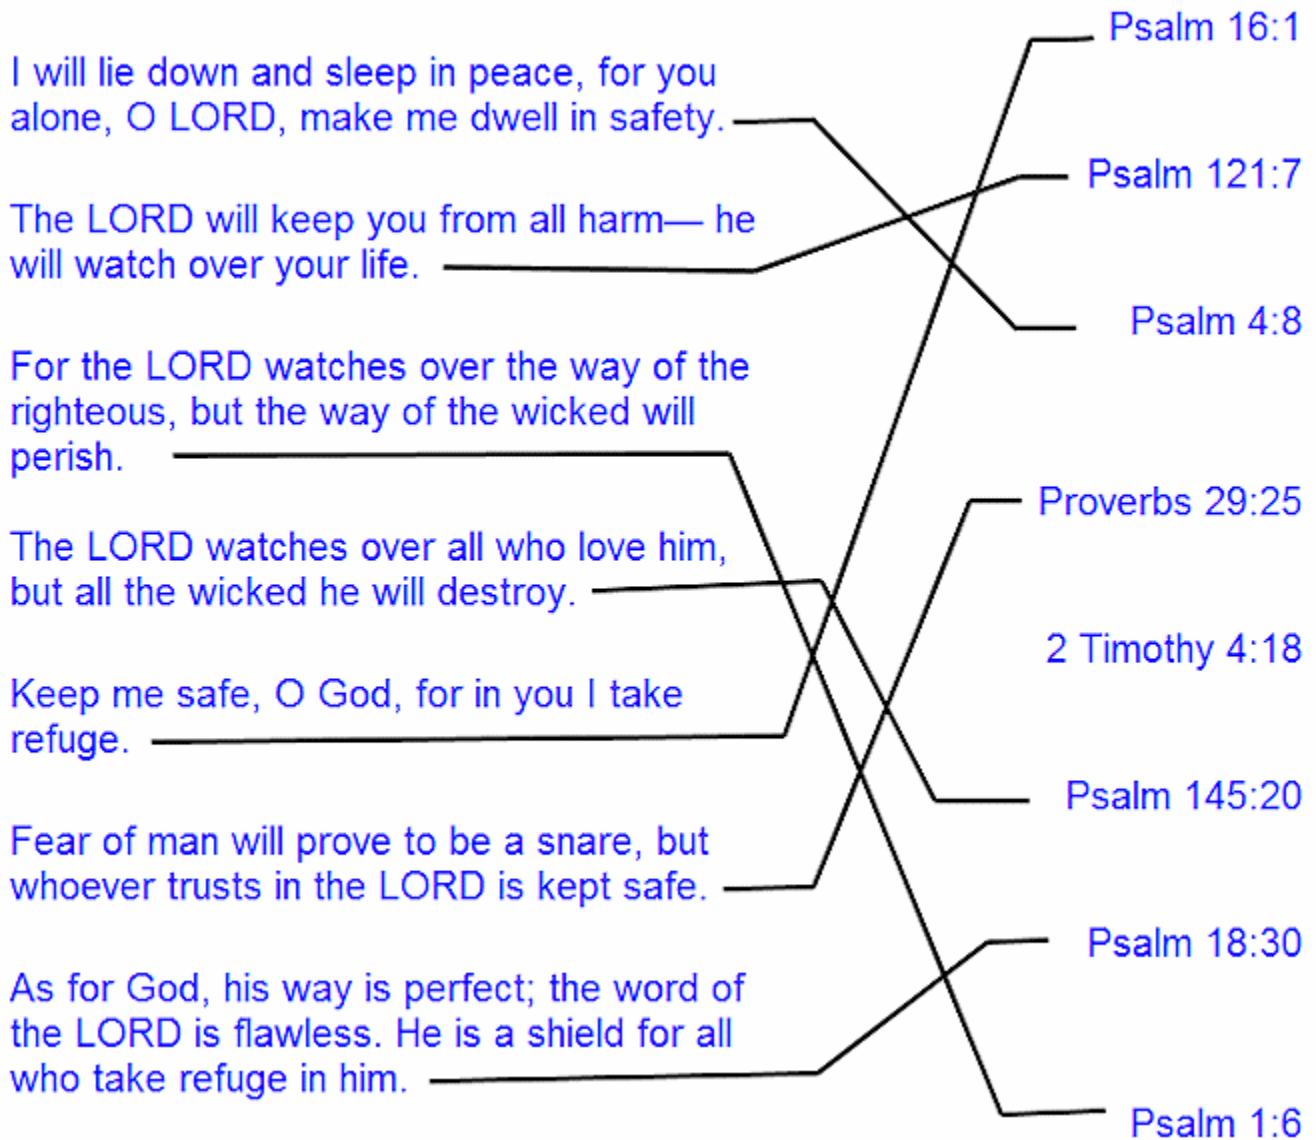 I will lie down and sleep in peace, for you
alone, O LORD, make me dwell in safety.
The LORD will keep you from all harm— he
will watch over your life.
For the LORD watches over the way of the
righteous, but the way of the wicked will
perish.
The LORD watches over all who love him,
but all the wicked he will destroy.
Keep me safe, O God, for in you I take
refuge.
Fear of man will prove to be a snare, but
whoever trusts in the LORD is kept safe.
As for God, his way is perfect; the word of
the LORD is flawless. He is a shield for all
who take refuge in him.
Psalm 16:1
Psalm 121:7
Psalm 4:8
Proverbs 29:25
2 Timothy 4:18
Psalm 145:20
Psalm 18:30
Psalm 1:6